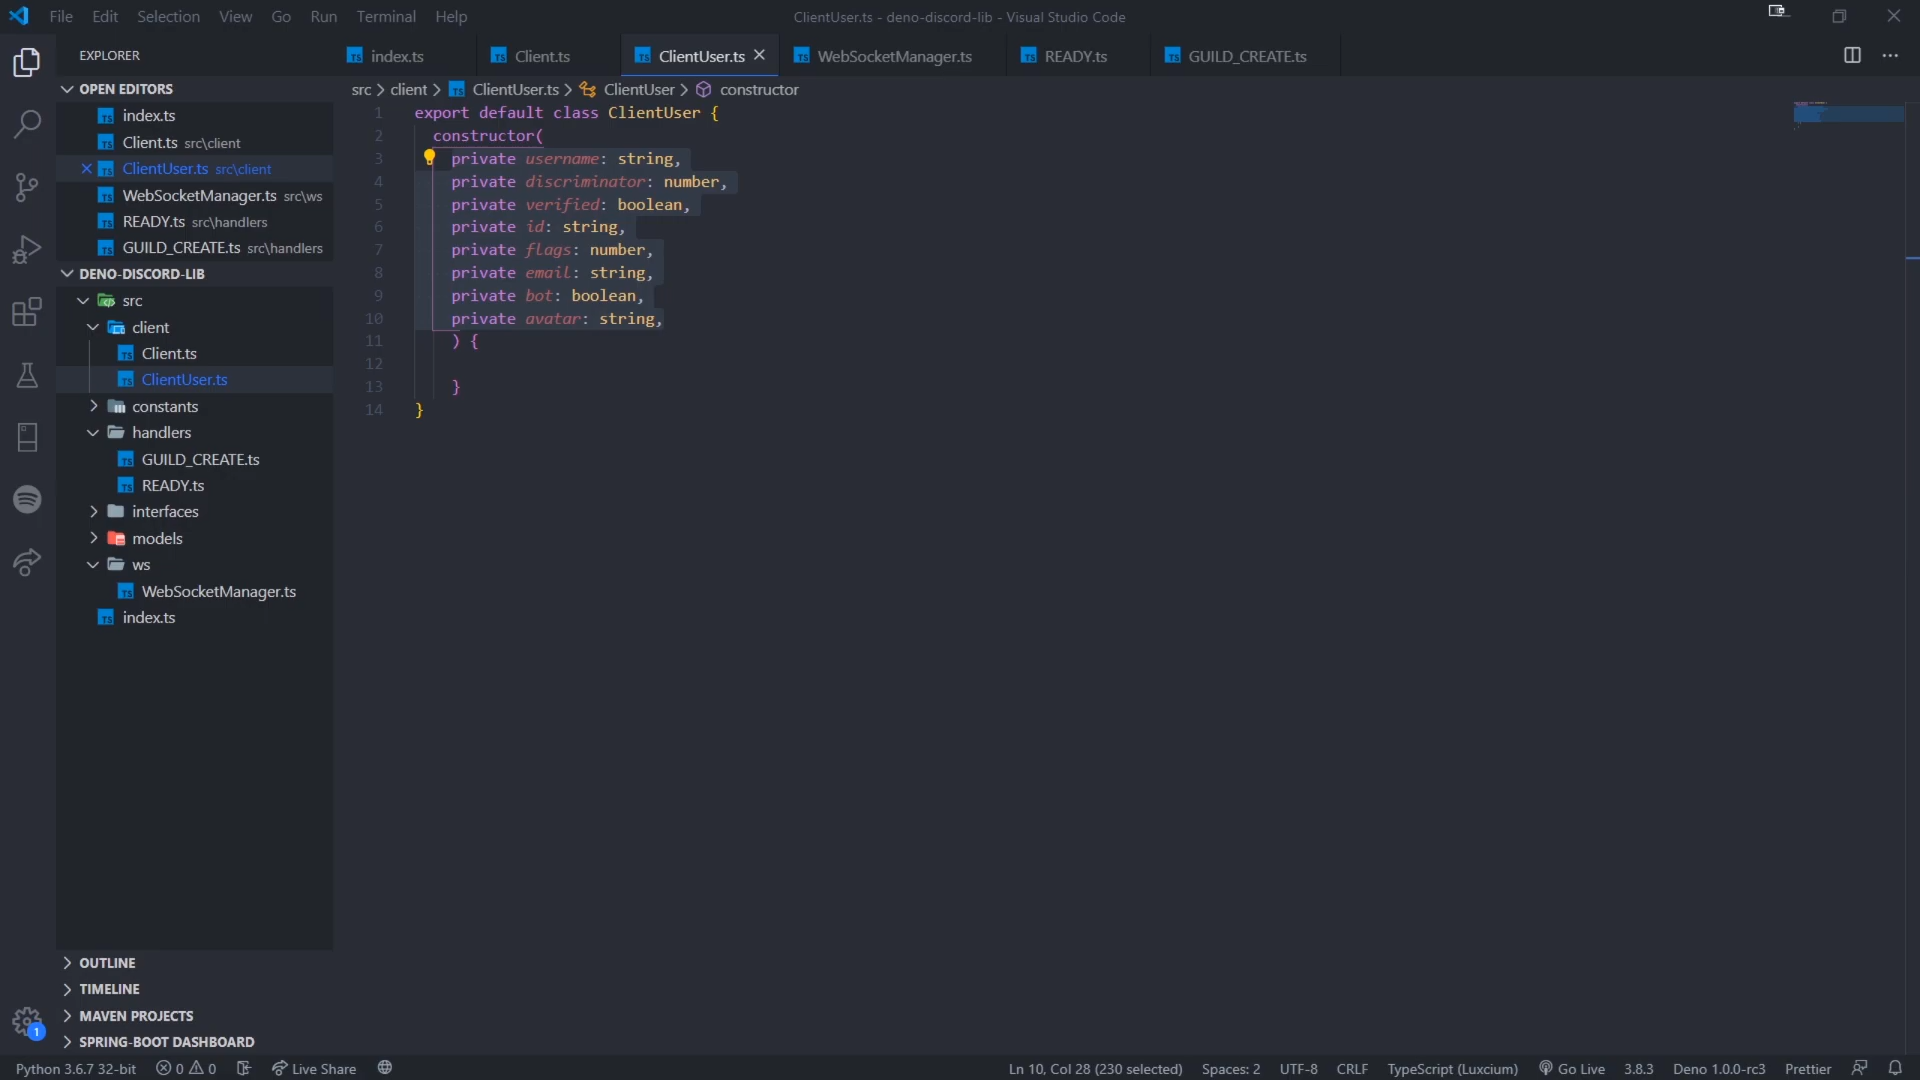 File Edit Selection View Go Run Terminal Help
ClientUser.ts - deno-discord-lib - Visual Studio Code
EXPLORER
index.ts
Client.ts
ClientUser.ts
WebSocketManager.ts
READY.ts
GUILD_CREATE.ts
OPEN EDITORS
index.ts
Client.ts src\client
ClientUser.ts src\client
WebSocketManager.ts src\ws
READY.ts src\handlers
GUILD_CREATE.ts src\handlers
DENO-DISCORD-LIB
src
client
Client.ts
ClientUser.ts
constants
handlers
GUILD_CREATE.ts
READY.ts
interfaces
models
ws
WebSocketManager.ts
index.ts
OUTLINE
TIMELINE
MAVEN PROJECTS
SPRING-BOOT DASHBOARD
src > client > ClientUser.ts > ClientUser > constructor
1 export default class ClientUser {
2 constructor(
3 private username: string,
4 private discriminator: number,
5 private verified: boolean,
6 private id: string,
7 private flags: number,
8 private email: string,
9 private bot: boolean,
10 private avatar: string,
11 ) {
12
13 }
14 }
1
Python 3.6.7 32-bit 0 0 Live Share Ln 10, Col 28 (230 selected) Spaces: 2 UTF-8 CRLF TypeScript (Luxcium) Go Live 3.8.3 Deno 1.0.0-rc3 Prettier